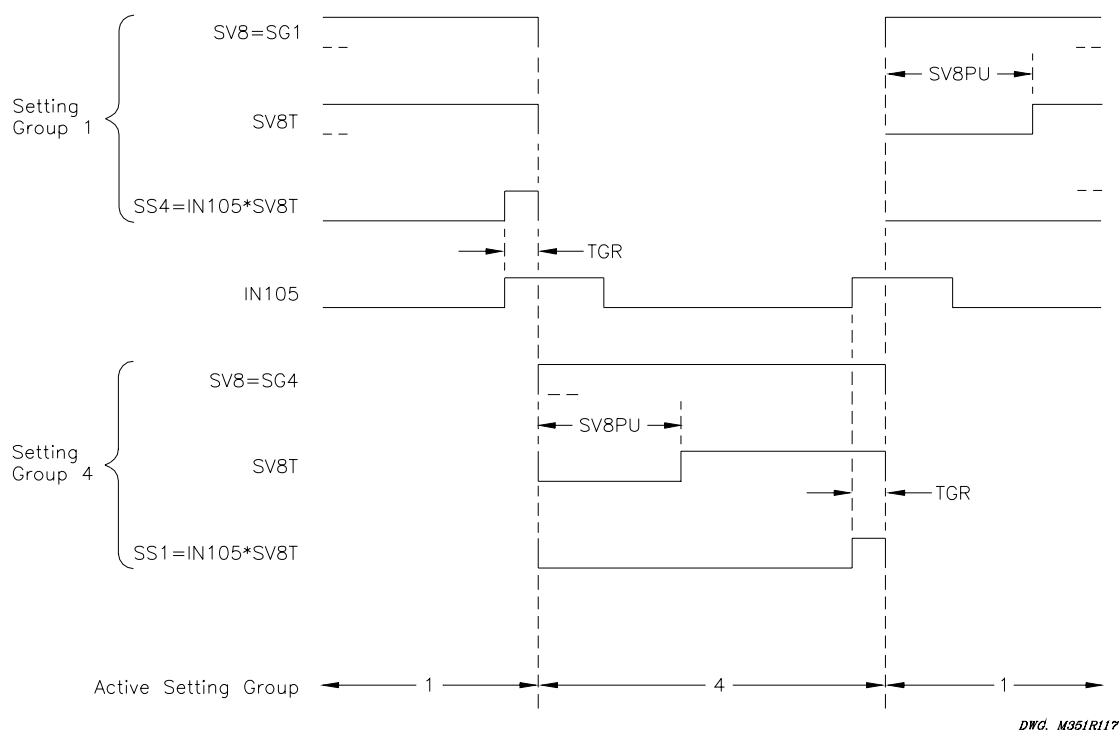 SV8=SG1
SV8PU
Setting
Group 1
SV8T
SS4=IN105*SV8T
TGR
IN105
SV8=SG4
SV8PU
Setting
Group 4
SV8T
TGR
SS1=IN105*SV8T
Active Setting Group
1
4
1
DWG. M351R117